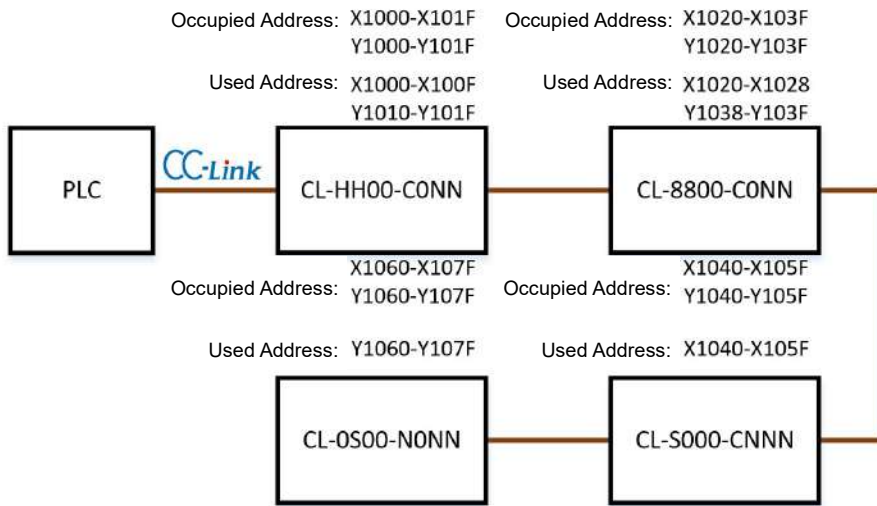 Occupied Address: X1000-X101F
Y1000-Y101F
Used Address: X1000-X100F
Y1010-Y101F
Occupied Address: X1020-X103F
Y1020-Y103F
Used Address: X1020-X1028
Y1038-Y103F
PLC
CC-Link
CL-HH00-C0NN
CL-8800-C0NN
X1060-X107F
Occupied Address: Y1060-Y107F
Used Address: Y1060-Y107F
X1040-X105F
Occupied Address: Y1040-Y105F
Used Address: X1040-X105F
CL-0S00-N0NN
CL-S000-CNNN